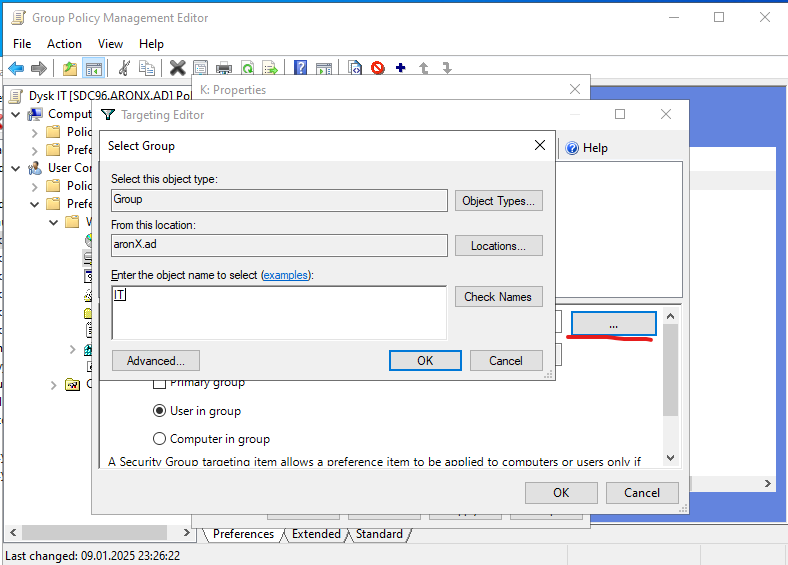 Group Policy Management Editor
File Action View Help
K: Properties
Dysk IT [SDC96.ARONX.AD] Pol
Targeting Editor
Comput
Polic
Prefe
User Con
Polic
Prefe
W
C
Help
Select Group
Select this object type:
Group
Object Types...
From this location:
aronX.ad
Locations...
Enter the object name to select (examples):
IT
Check Names
Advanced...
OK
Cancel
...
Primary group
User in group
Computer in group
A Security Group targeting item allows a preference item to be applied to computers or users only if
OK
Cancel
Preferences Extended Standard
Last changed: 09.01.2025 23:26:22